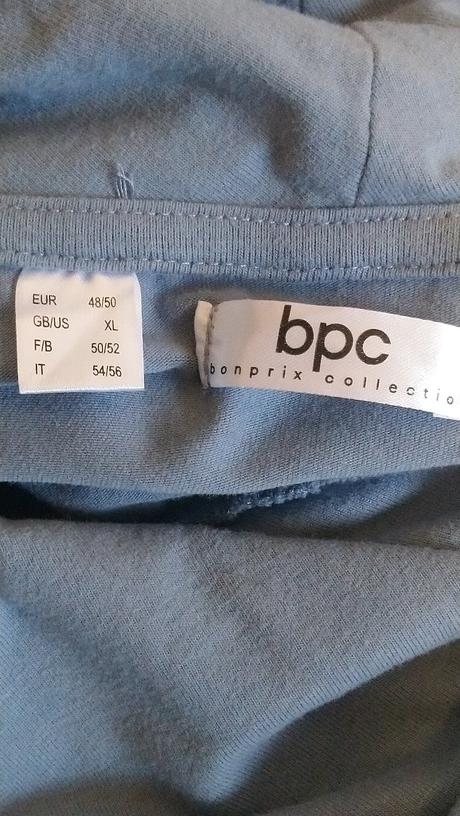 EUR 48/50
GB/US XL
F/B 50/52
IT 54/56
bpc
bonprix collectio